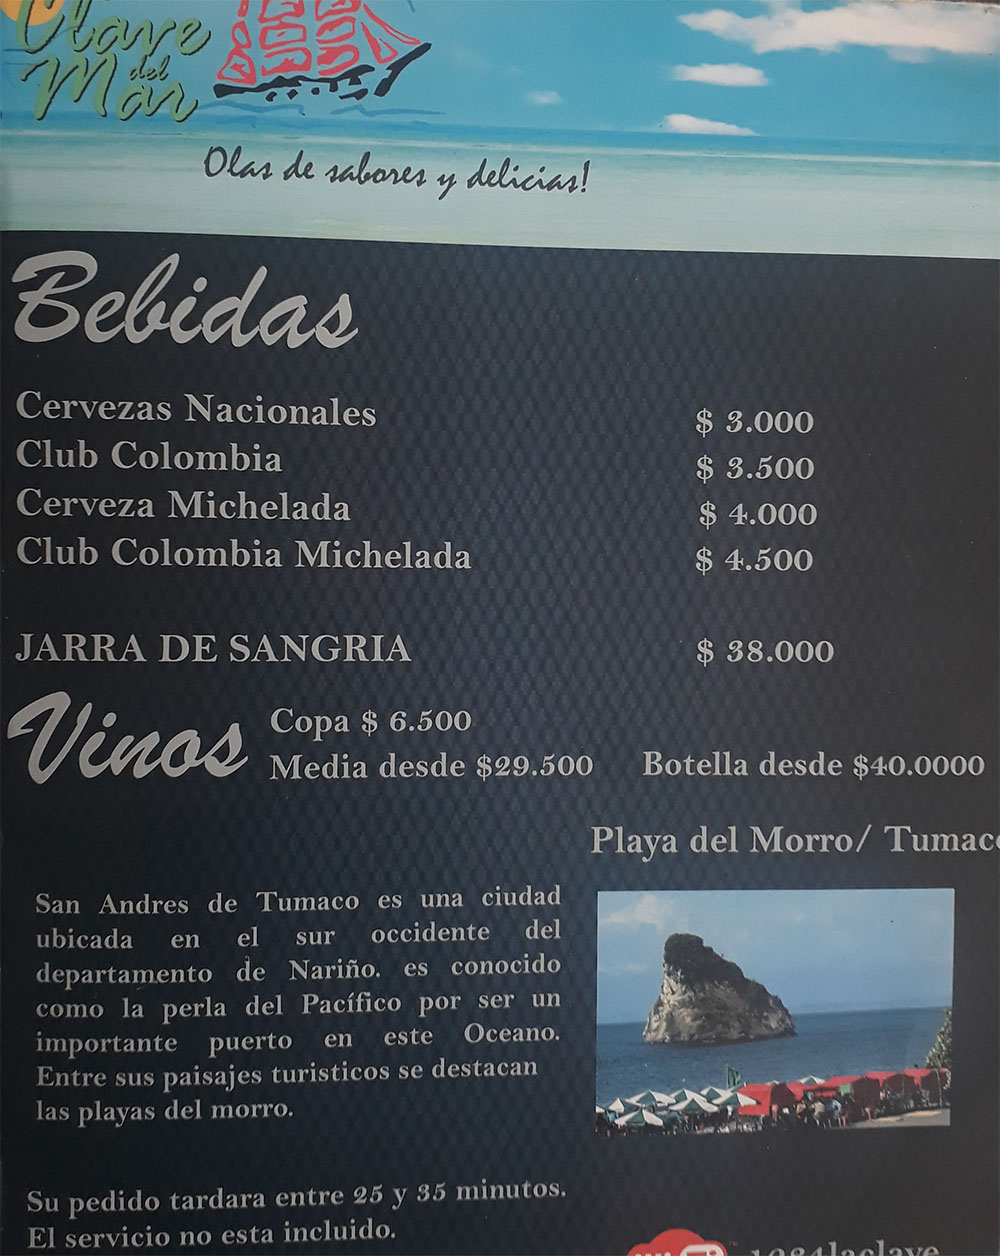 Clave
del
Mar
Olas de sabores y delicias!
Bebidas
Cervezas Nacionales $ 3.000
Club Colombia $ 3.500
Cerveza Michelada $ 4.000
Club Colombia Michelada $ 4.500
JARRA DE SANGRIA $ 38.000
Vinos Copa $ 6.500
Media desde $29.500 Botella desde $40.0000
Playa del Morro/ Tumaco
San Andres de Tumaco es una ciudad
ubicada en el sur occidente del
departamento de Nariño. es conocido
como la perla del Pacífico por ser un
importante puerto en este Oceano.
Entre sus paisajes turisticos se destacan
las playas del morro.
Su pedido tardara entre 25 y 35 minutos.
El servicio no esta incluido.